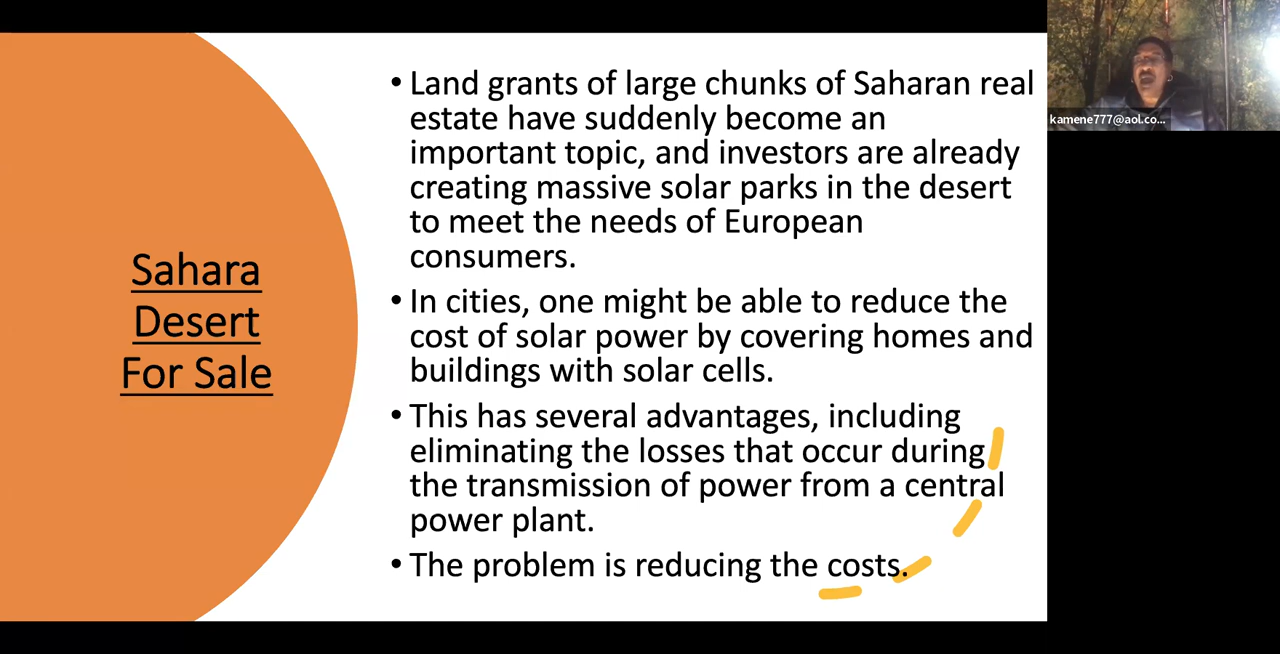 Sahara
Desert
For Sale
• Land grants of large chunks of Saharan real
estate have suddenly become an
important topic, and investors are already
creating massive solar parks in the desert
to meet the needs of European
consumers.
• In cities, one might be able to reduce the
cost of solar power by covering homes and
buildings with solar cells.
• This has several advantages, including
eliminating the losses that occur during
the transmission of power from a central
power plant.
• The problem is reducing the costs.
kamene777@aol.co...